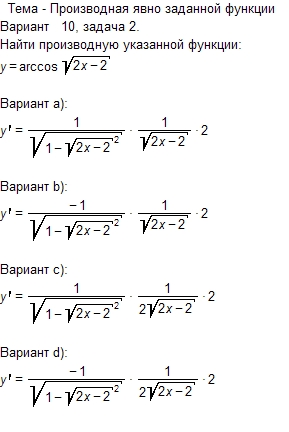 Тема - Производная явно заданной функции
Вариант 10, задача 2.
Найти производную указанной функции:
y = arccos √(2x−2)
Вариант a):
y' = 1/√(1−√(2x−2)²) · 1/√(2x−2) · 2
Вариант b):
y' = −1/√(1−√(2x−2)²) · 1/√(2x−2) · 2
Вариант c):
y' = 1/√(1−√(2x−2)²) · 1/(2√(2x−2)) · 2
Вариант d):
y' = −1/√(1−√(2x−2)²) · 1/(2√(2x−2)) · 2